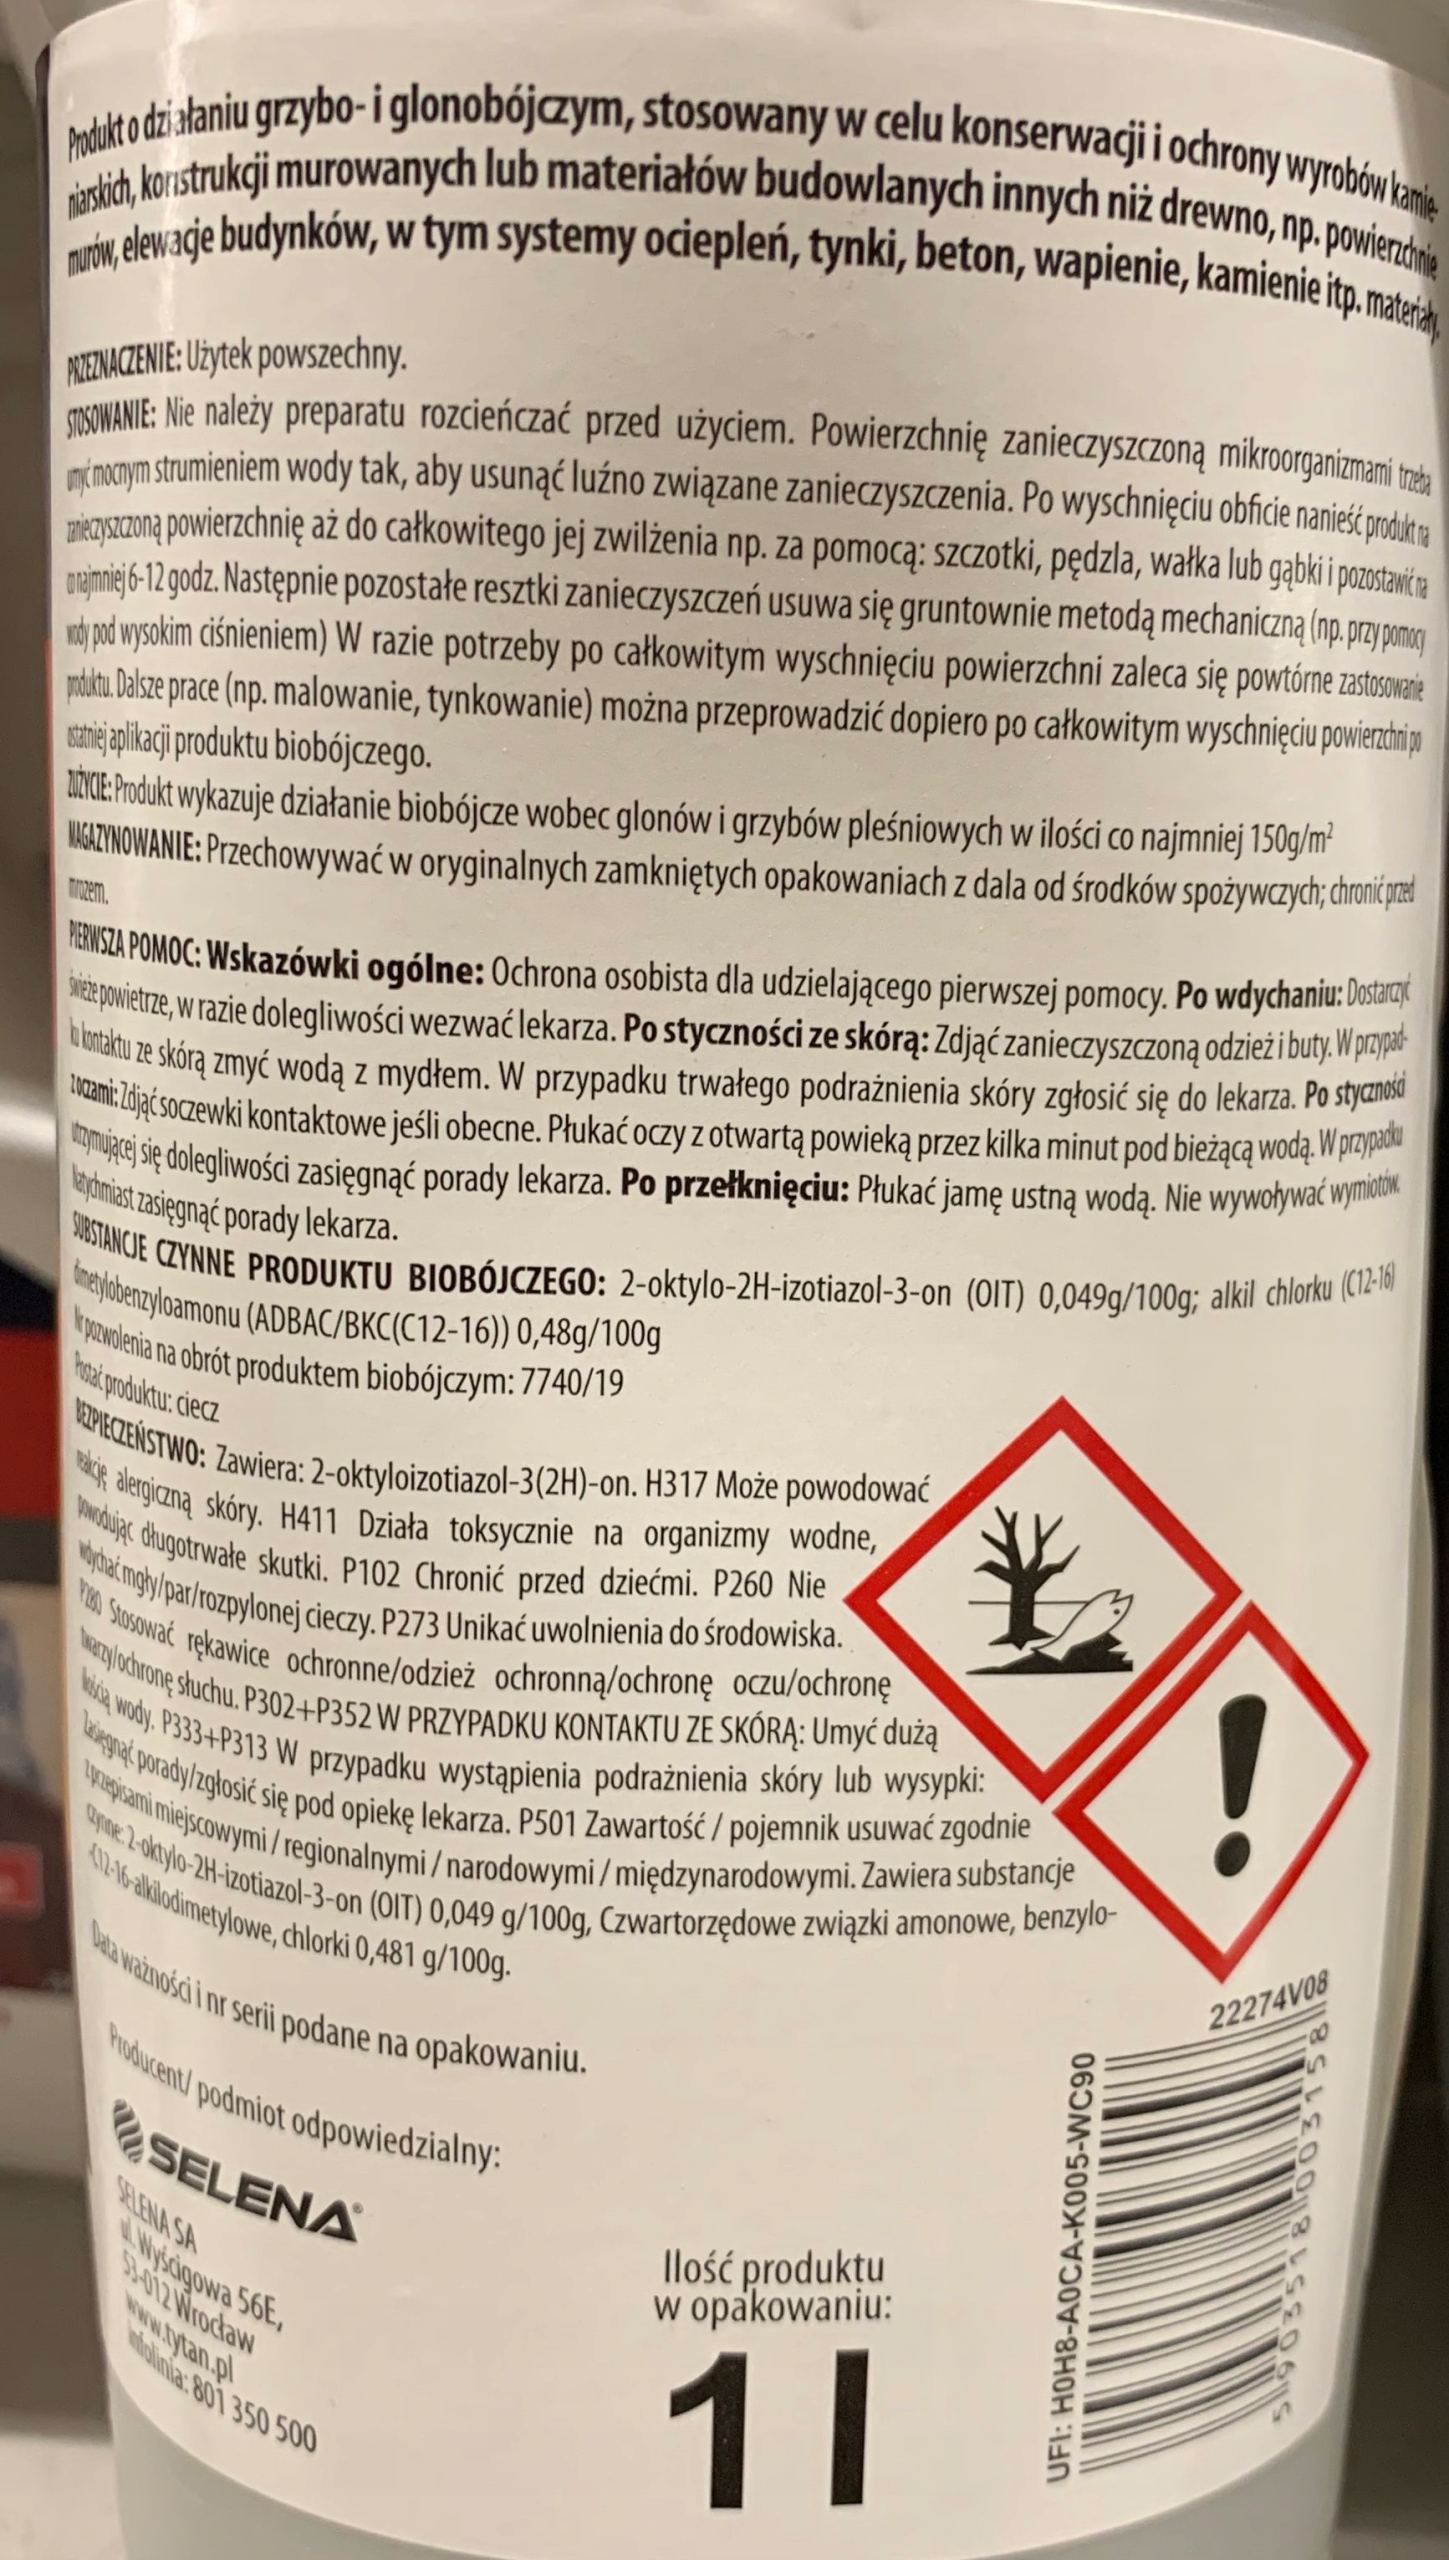 Produkt o działaniu grzybo- i glonobójczym, stosowany w celu konserwacji i ochrony wyrobów kamie-
niarskich, konstrukcji murowanych lub materiałów budowlanych innych niż drewno, np. powierzchnie
murów, elewacje budynków, w tym systemy ociepleń, tynki, beton, wapienie, kamienie itp. materiały.
PRZEZNACZENIE: Użytek powszechny.
STOSOWANIE: Nie należy preparatu rozcieńczać przed użyciem. Powierzchnię zanieczyszczoną mikroorganizmami trzeba
umyć mocnym strumieniem wody tak, aby usunąć luźno związane zanieczyszczenia. Po wyschnięciu obficie nanieść produkt na
zanieczyszczoną powierzchnię aż do całkowitego jej zwilżenia np. za pomocą: szczotki, pędzla, wałka lub gąbki i pozostawić na
co najmniej 6-12 godz. Następnie pozostałe resztki zanieczyszczeń usuwa się gruntownie metodą mechaniczną (np. przy pomocy
wody pod wysokim ciśnieniem) W razie potrzeby po całkowitym wyschnięciu powierzchni zaleca się powtórne zastosowanie
produktu. Dalsze prace (np. malowanie, tynkowanie) można przeprowadzić dopiero po całkowitym wyschnięciu powierzchni po
ostatniej aplikacji produktu biobójczego.
ZUŻYCIE: Produkt wykazuje działanie biobójcze wobec glonów i grzybów pleśniowych w ilości co najmniej 150g/m²
MAGAZYNOWANIE: Przechowywać w oryginalnych zamkniętych opakowaniach z dala od środków spożywczych; chronić przed
mrozem.
PIERWSZA POMOC: Wskazówki ogólne: Ochrona osobista dla udzielającego pierwszej pomocy. Po wdychaniu: Dostarczyć
świeże powietrze, w razie dolegliwości wezwać lekarza. Po styczności ze skórą: Zdjąć zanieczyszczoną odzież i buty. W przypad-
ku kontaktu ze skórą zmyć wodą z mydłem. W przypadku trwałego podrażnienia skóry zgłosić się do lekarza. Po styczności
z oczami: Zdjąć soczewki kontaktowe jeśli obecne. Płukać oczy z otwartą powieką przez kilka minut pod bieżącą wodą. W przypadku
utrzymującej się dolegliwości zasięgnąć porady lekarza. Po przełknięciu: Płukać jamę ustną wodą. Nie wywoływać wymiotów.
Natychmiast zasięgnąć porady lekarza.
SUBSTANCJE CZYNNE PRODUKTU BIOBÓJCZEGO: 2-oktylo-2H-izotiazol-3-on (OIT) 0,049g/100g; alkil chlorku (C12-16)
dimetylobenzyloamonu (ADBAC/BKC(C12-16)) 0,48g/100g
Nr pozwolenia na obrót produktem biobójczym: 7740/19
Postać produktu: ciecz
BEZPIECZEŃSTWO: Zawiera: 2-oktyloizotiazol-3(2H)-on. H317 Może powodować
reakcję alergiczną skóry. H411 Działa toksycznie na organizmy wodne,
powodując długotrwałe skutki. P102 Chronić przed dziećmi. P260 Nie
wdychać mgły/par/rozpylonej cieczy. P273 Unikać uwolnienia do środowiska.
P280 Stosować rękawice ochronne/odzież ochronną/ochronę oczu/ochronę
twarzy/ochronę słuchu. P302+P352 W PRZYPADKU KONTAKTU ZE SKÓRĄ: Umyć dużą
ilością wody. P333+P313 W przypadku wystąpienia podrażnienia skóry lub wysypki:
Zasięgnąć porady/zgłosić się pod opiekę lekarza. P501 Zawartość / pojemnik usuwać zgodnie
z przepisami miejscowymi / regionalnymi / narodowymi / międzynarodowymi. Zawiera substancje
czynne: 2-oktylo-2H-izotiazol-3-on (OIT) 0,049 g/100g, Czwartorzędowe związki amonowe, benzylo-
-C12-16-alkilodimetylowe, chlorki 0,481 g/100g.
Data ważności i nr serii podane na opakowaniu.
Producent/ podmiot odpowiedzialny:
SELENA®
SELENA SA
ul. Wyścigowa 56E,
53-012 Wrocław
www.tytan.pl
infolinia: 801 350 500
Ilość produktu
w opakowaniu:
1 l
22274V08
UFI: H0H8-A0CA-K005-WC90
5 903518 003158